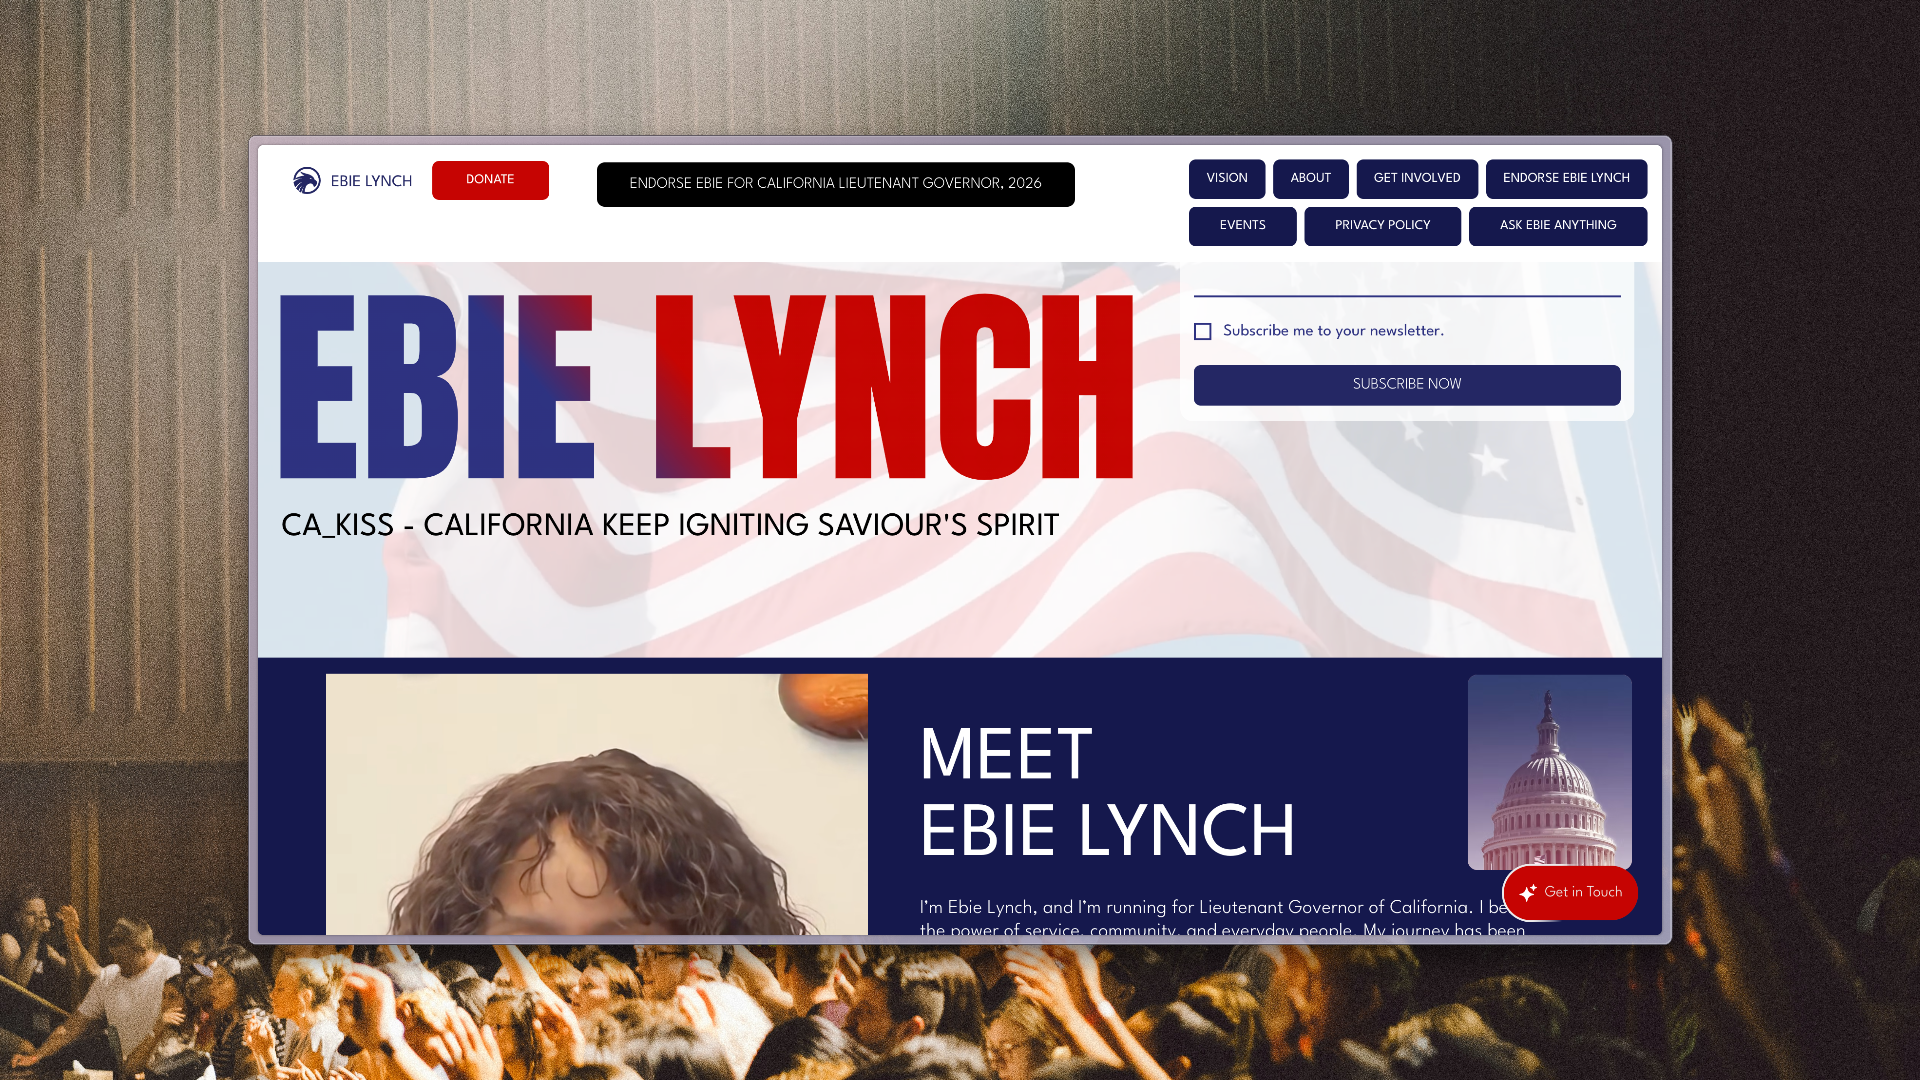 EBIE LYNCH
DONATE
ENDORSE EBIE FOR CALIFORNIA LIEUTENANT GOVERNOR, 2026
VISION
ABOUT
GET INVOLVED
ENDORSE EBIE LYNCH
EVENTS
PRIVACY POLICY
ASK EBIE ANYTHING
EBIE LYNCH
CA_KISS - CALIFORNIA KEEP IGNITING SAVIOUR'S SPIRIT
Subscribe me to your newsletter.
SUBSCRIBE NOW
MEET
EBIE LYNCH
I'm Ebie Lynch, and I'm running for Lieutenant Governor of California. I
the power of service, community, and everyday people. My journey has been
Get in Touch